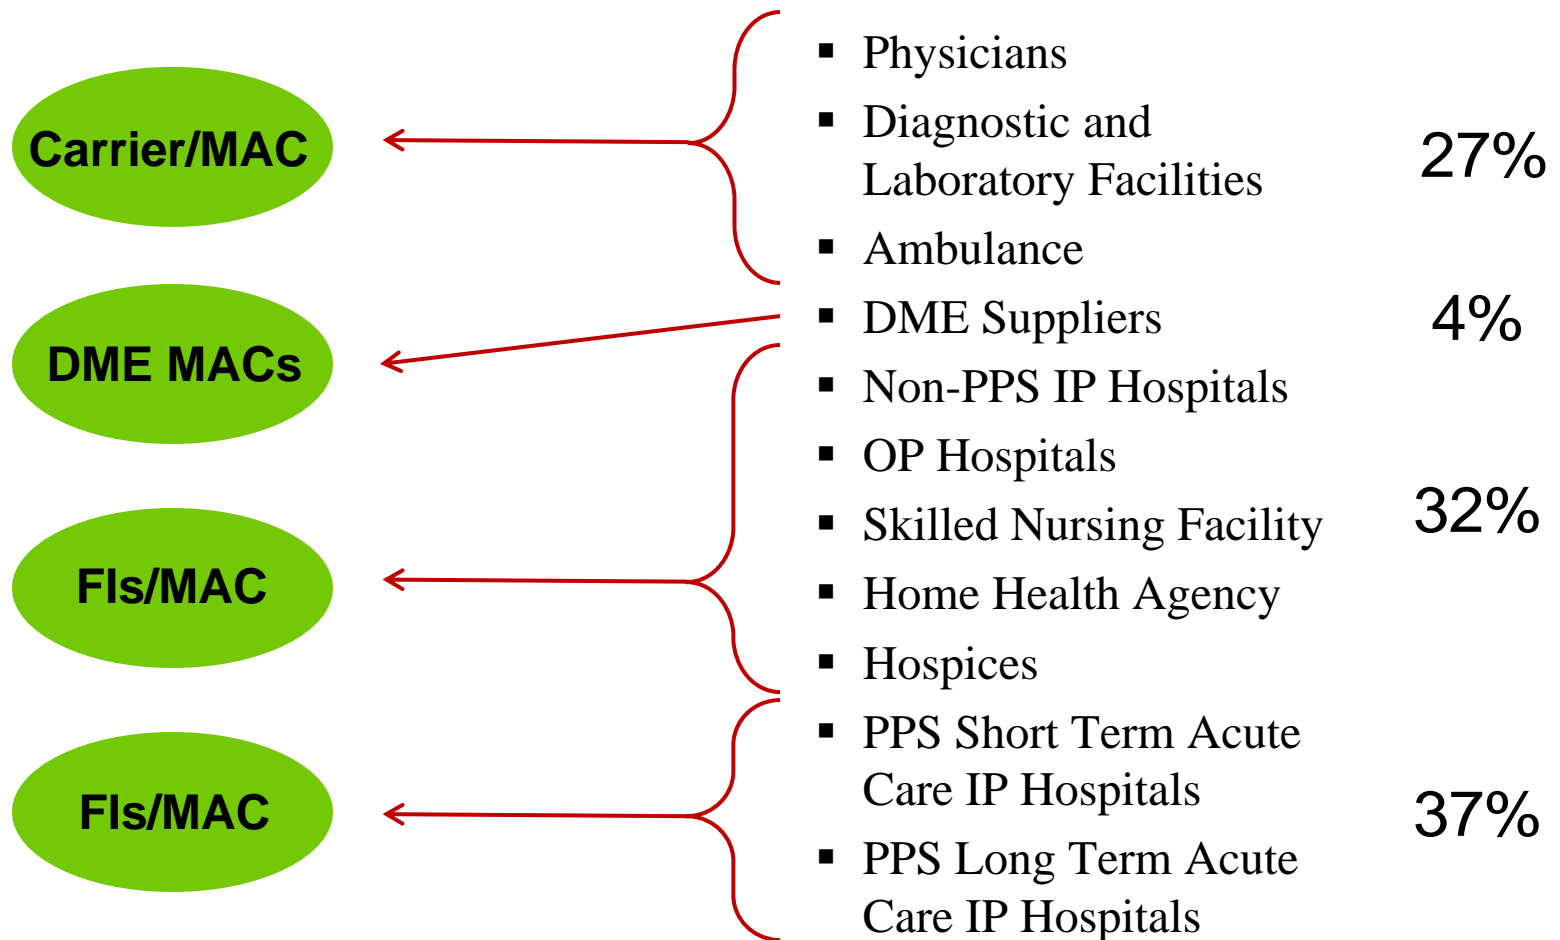 Carrier/MAC
DME MACs
FIs/MAC
FIs/MAC
▪ Physicians
▪ Diagnostic and
Laboratory Facilities
▪ Ambulance
▪ DME Suppliers
▪ Non-PPS IP Hospitals
▪ OP Hospitals
▪ Skilled Nursing Facility
▪ Home Health Agency
▪ Hospices
▪ PPS Short Term Acute
Care IP Hospitals
▪ PPS Long Term Acute
Care IP Hospitals
27%
4%
32%
37%